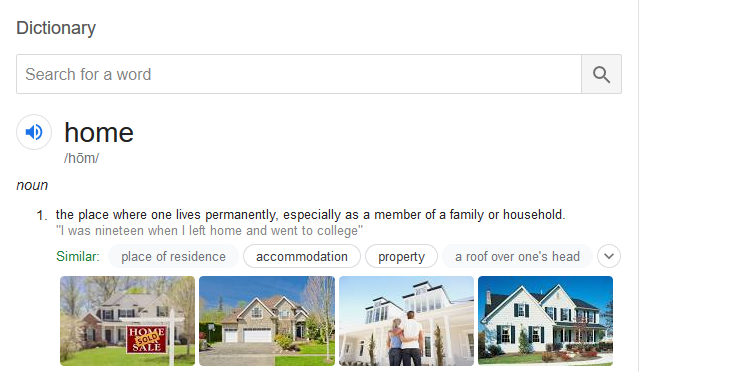 Dictionary
Search for a word
home
/hōm/
noun
1. the place where one lives permanently, especially as a member of a family or household.
"I was nineteen when I left home and went to college"
Similar: place of residence accommodation property a roof over one's head
HOME
SOLD
SALE